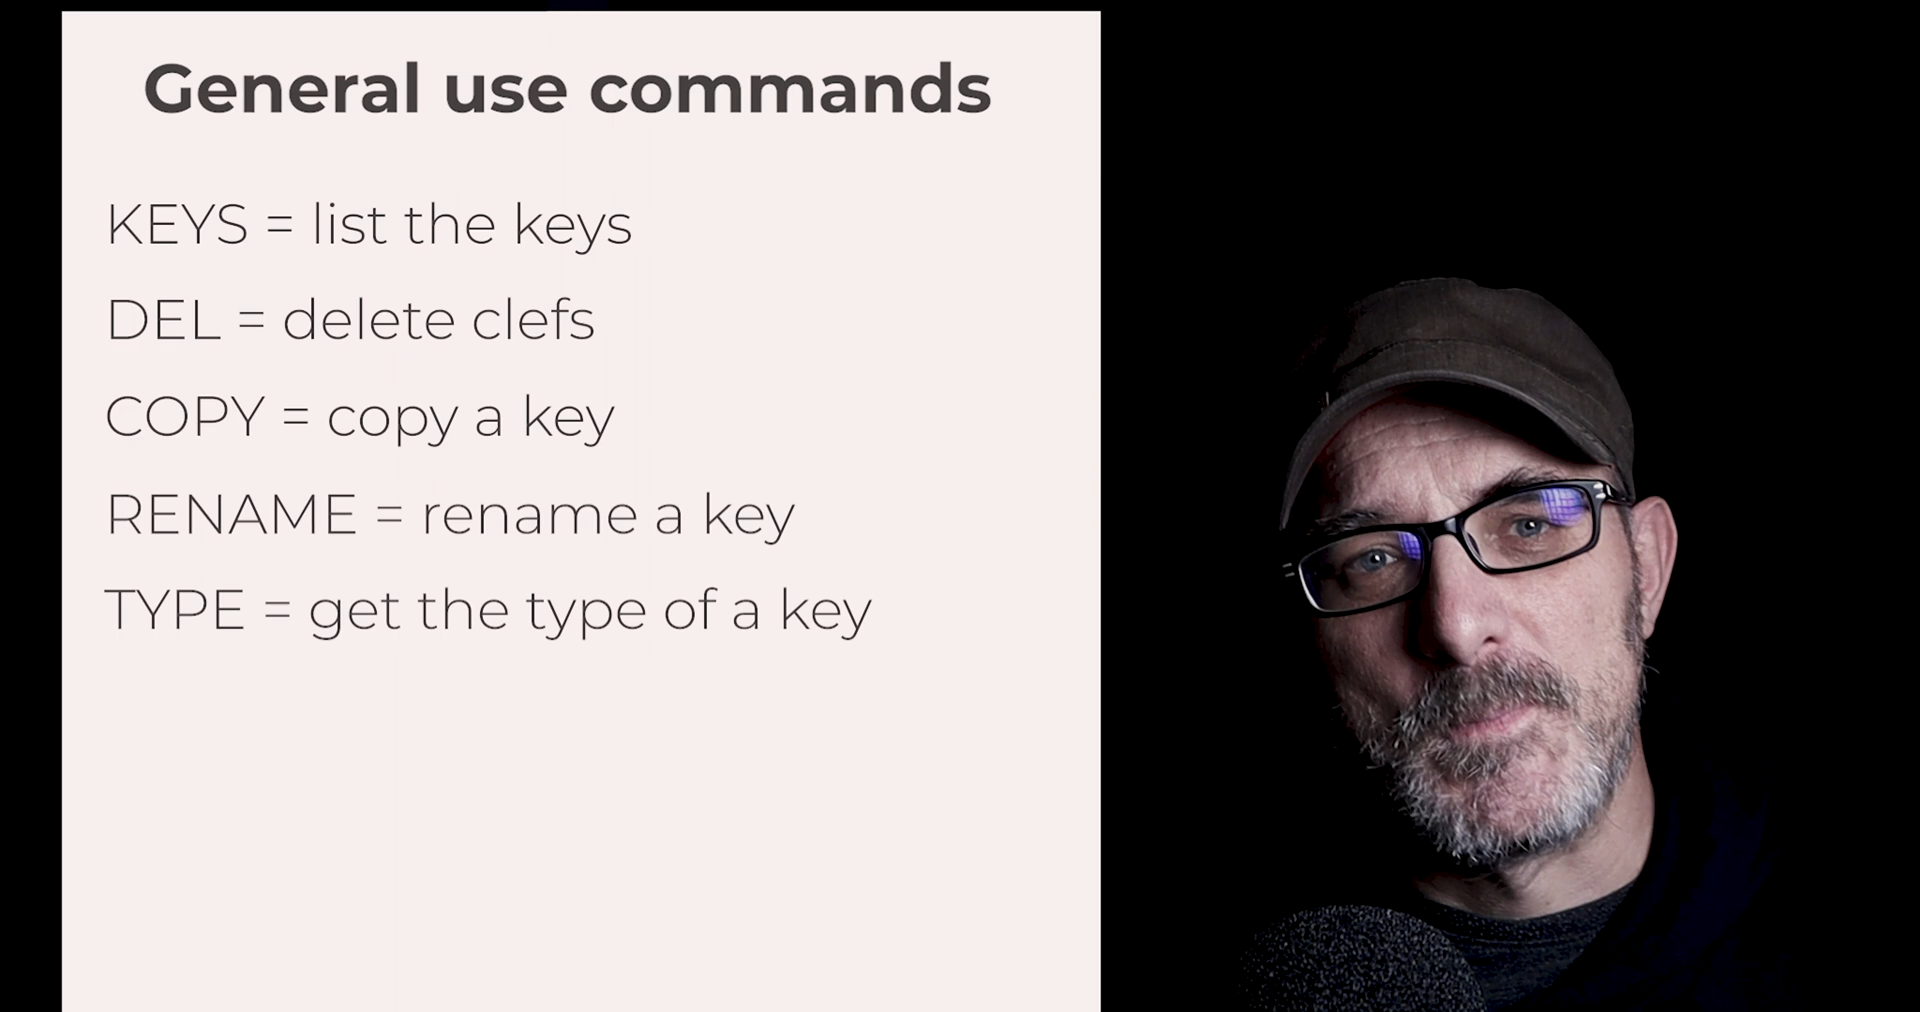 General use commands
KEYS = list the keys
DEL = delete clefs
COPY = copy a key
RENAME = rename a key
TYPE = get the type of a key